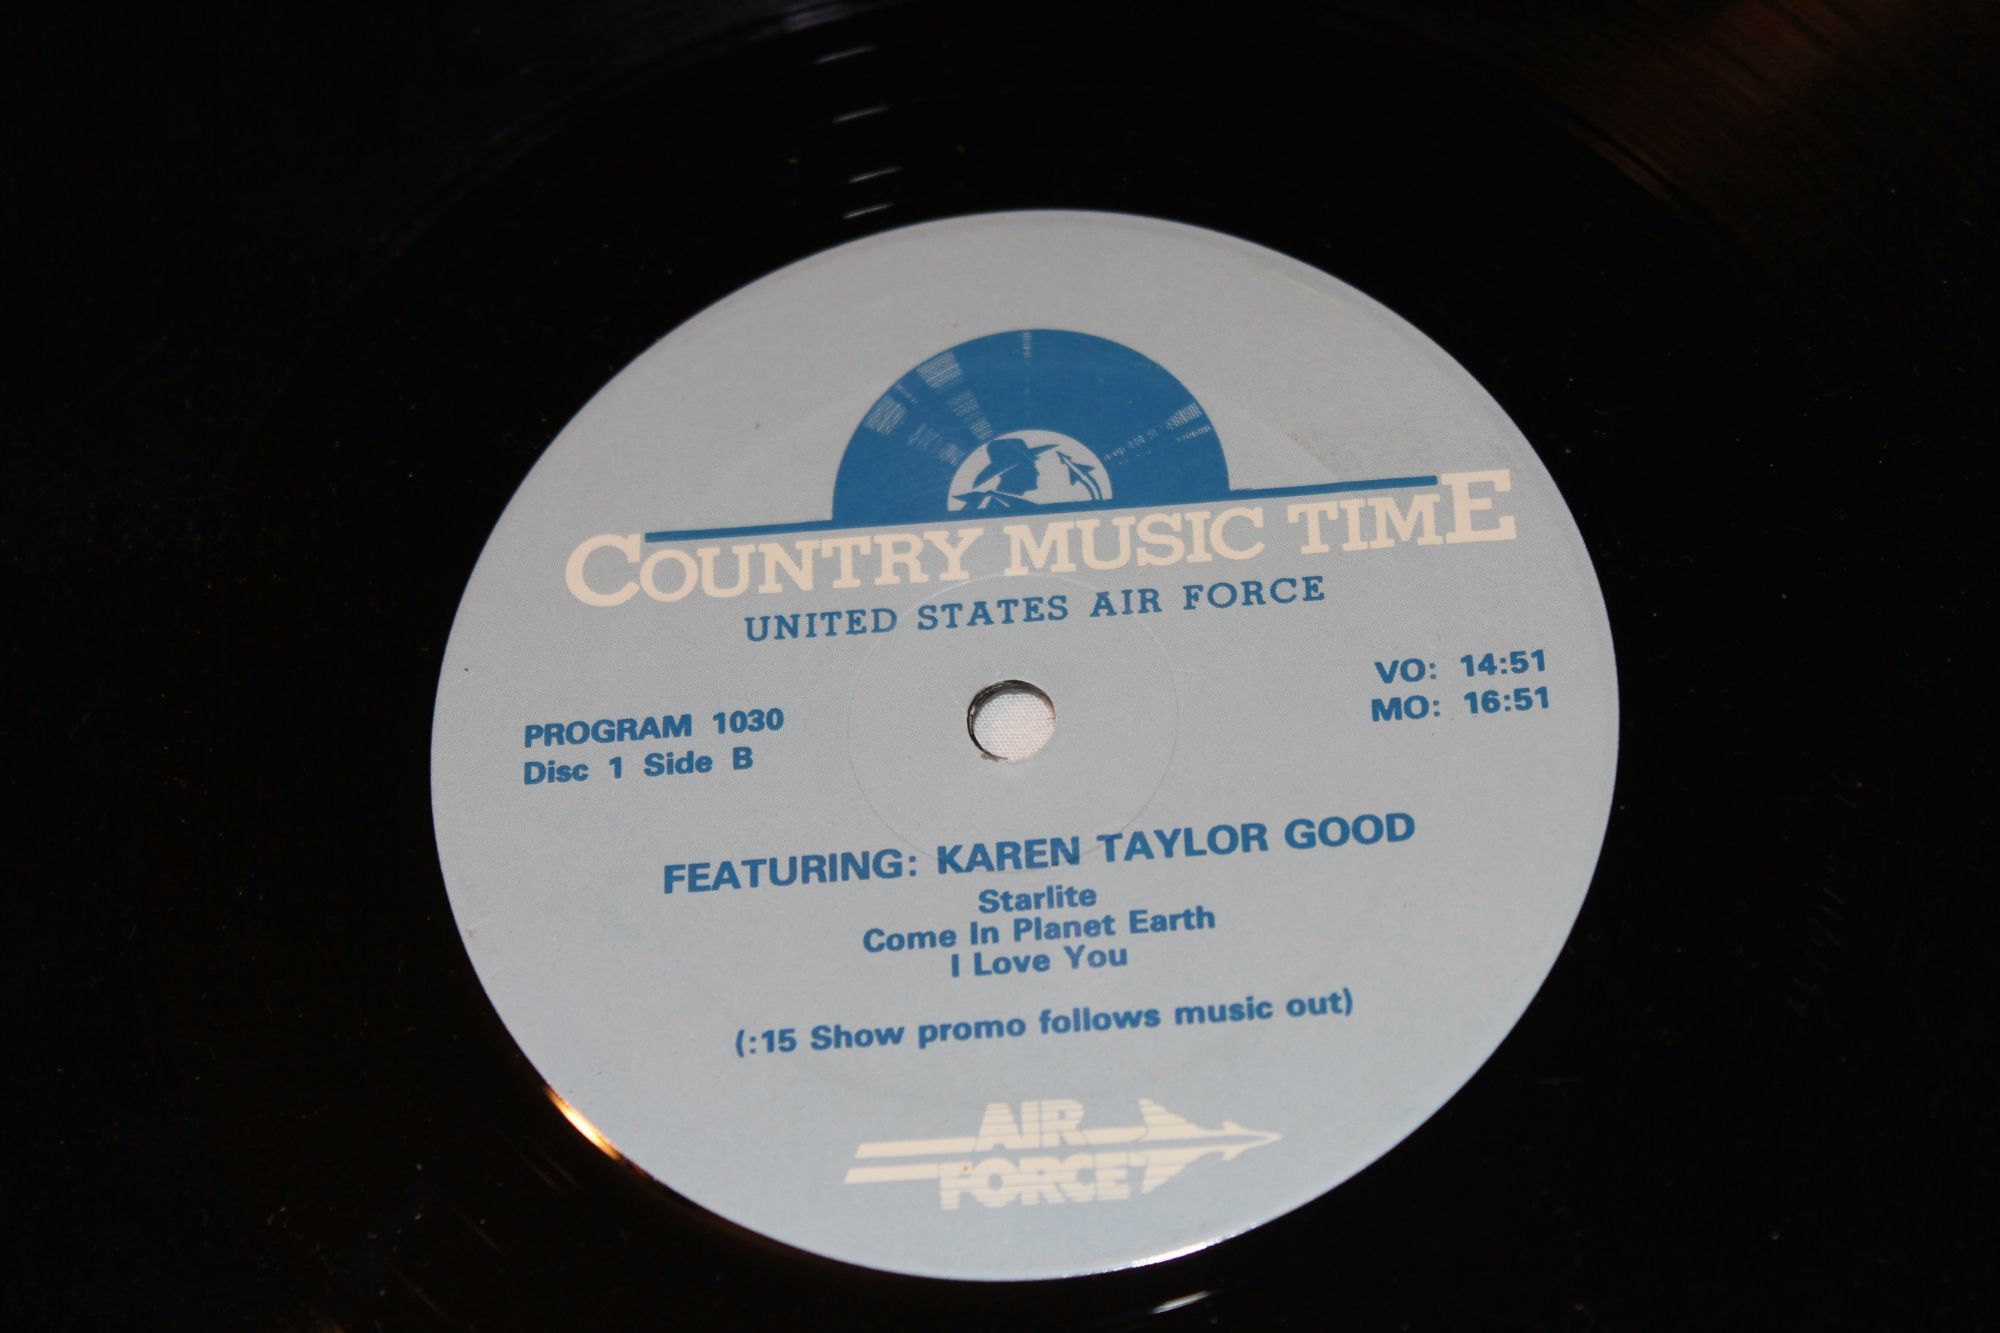 COUNTRY MUSIC TIME
UNITED STATES AIR FORCE
VO: 14:51
MO: 16:51
PROGRAM 1030
Disc 1 Side B
FEATURING: KAREN TAYLOR GOOD
Starlite
Come In Planet Earth
I Love You
(:15 Show promo follows music out)
AIR
FORCE